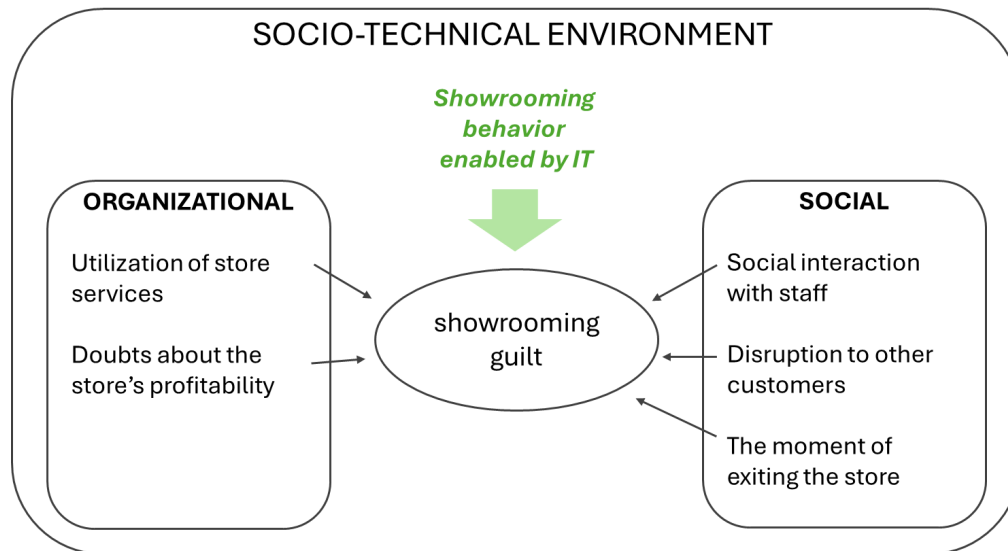 SOCIO-TECHNICAL ENVIRONMENT
Showrooming
behavior
enabled by IT
ORGANIZATIONAL
Utilization of store
services
Doubts about the
store’s profitability
showrooming
guilt
SOCIAL
Social interaction
with staff
Disruption to other
customers
The moment of
exiting the store